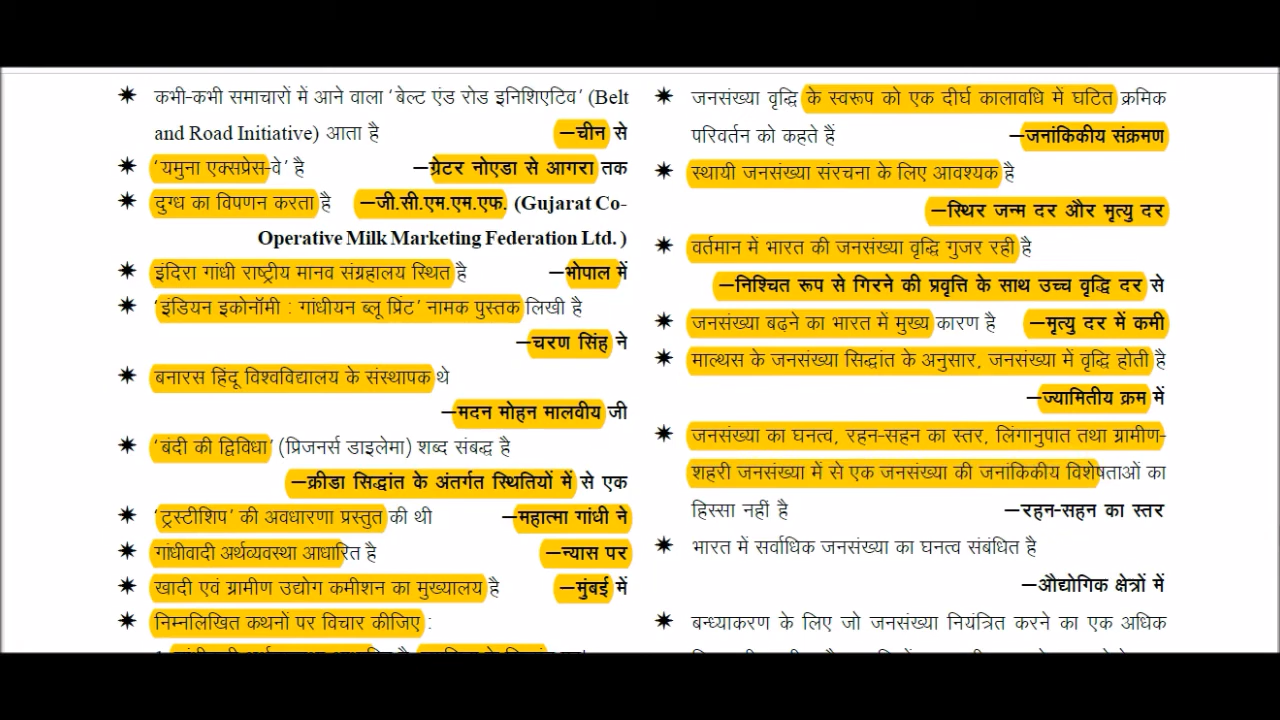 ✷ कभी-कभी समाचारों में आने वाला 'बेल्ट एंड रोड इनिशिएटिव' (Belt
and Road Initiative) आता है –चीन से
✷ 'यमुना एक्सप्रेस-वे' है –ग्रेटर नोएडा से आगरा तक
✷ दुग्ध का विपणन करता है –जी.सी.एम.एम.एफ. (Gujarat Co-
Operative Milk Marketing Federation Ltd. )
✷ इंदिरा गांधी राष्ट्रीय मानव संग्रहालय स्थित है –भोपाल में
✷ 'इंडियन इकोनॉमी : गांधीयन ब्लू प्रिंट' नामक पुस्तक लिखी है
–चरण सिंह ने
✷ बनारस हिंदू विश्वविद्यालय के संस्थापक थे
–मदन मोहन मालवीय जी
✷ 'बंदी की द्विविधा' (प्रिजनर्स डाइलेमा) शब्द संबद्ध है
–क्रीडा सिद्धांत के अंतर्गत स्थितियों में से एक
✷ 'ट्रस्टीशिप' की अवधारणा प्रस्तुत की थी –महात्मा गांधी ने
✷ गांधीवादी अर्थव्यवस्था आधारित है –न्यास पर
✷ खादी एवं ग्रामीण उद्योग कमीशन का मुख्यालय है –मुंबई में
✷ निम्नलिखित कथनों पर विचार कीजिए :
जनसंख्या वृद्धि के स्वरूप को एक दीर्घ कालावधि में घटित क्रमिक
परिवर्तन को कहते हैं –जनांकिकीय संक्रमण
✷ स्थायी जनसंख्या संरचना के लिए आवश्यक है
–स्थिर जन्म दर और मृत्यु दर
✷ वर्तमान में भारत की जनसंख्या वृद्धि गुजर रही है
–निश्चित रूप से गिरने की प्रवृत्ति के साथ उच्च वृद्धि दर से
✷ जनसंख्या बढ़ने का भारत में मुख्य कारण है –मृत्यु दर में कमी
✷ माल्थस के जनसंख्या सिद्धांत के अनुसार, जनसंख्या में वृद्धि होती है
–ज्यामितीय क्रम में
✷ जनसंख्या का घनत्व, रहन-सहन का स्तर, लिंगानुपात तथा ग्रामीण-
शहरी जनसंख्या में से एक जनसंख्या की जनांकिकीय विशेषताओं का
हिस्सा नहीं है –रहन-सहन का स्तर
✷ भारत में सर्वाधिक जनसंख्या का घनत्व संबंधित है
–औद्योगिक क्षेत्रों में
✷ बन्ध्याकरण के लिए जो जनसंख्या नियंत्रित करने का एक अधिक